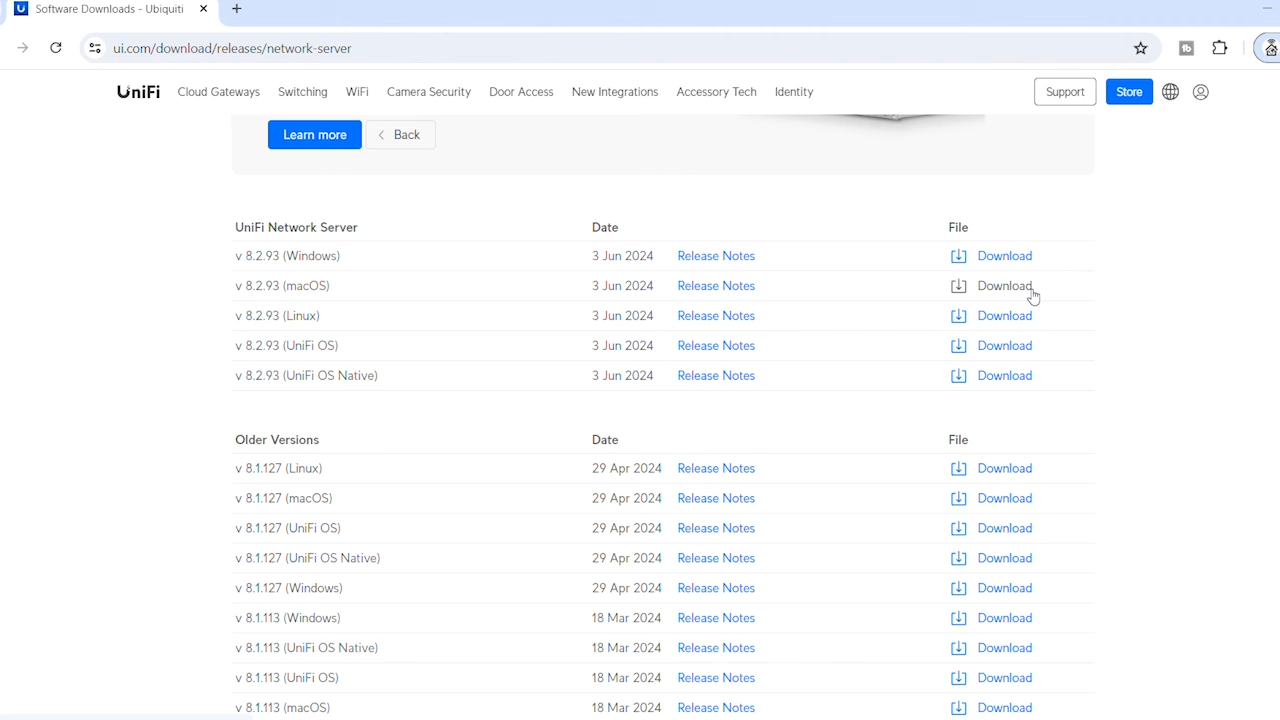 Software Downloads - Ubiquiti
ui.com/download/releases/network-server
UniFi Cloud Gateways Switching WiFi Camera Security Door Access New Integrations Accessory Tech Identity Support Store
Learn more Back
UniFi Network Server Date File
v 8.2.93 (Windows) 3 Jun 2024 Release Notes Download
v 8.2.93 (macOS) 3 Jun 2024 Release Notes Download
v 8.2.93 (Linux) 3 Jun 2024 Release Notes Download
v 8.2.93 (UniFi OS) 3 Jun 2024 Release Notes Download
v 8.2.93 (UniFi OS Native) 3 Jun 2024 Release Notes Download
Older Versions Date File
v 8.1.127 (Linux) 29 Apr 2024 Release Notes Download
v 8.1.127 (macOS) 29 Apr 2024 Release Notes Download
v 8.1.127 (UniFi OS) 29 Apr 2024 Release Notes Download
v 8.1.127 (UniFi OS Native) 29 Apr 2024 Release Notes Download
v 8.1.127 (Windows) 29 Apr 2024 Release Notes Download
v 8.1.113 (Windows) 18 Mar 2024 Release Notes Download
v 8.1.113 (UniFi OS Native) 18 Mar 2024 Release Notes Download
v 8.1.113 (UniFi OS) 18 Mar 2024 Release Notes Download
v 8.1.113 (macOS) 18 Mar 2024 Release Notes Download